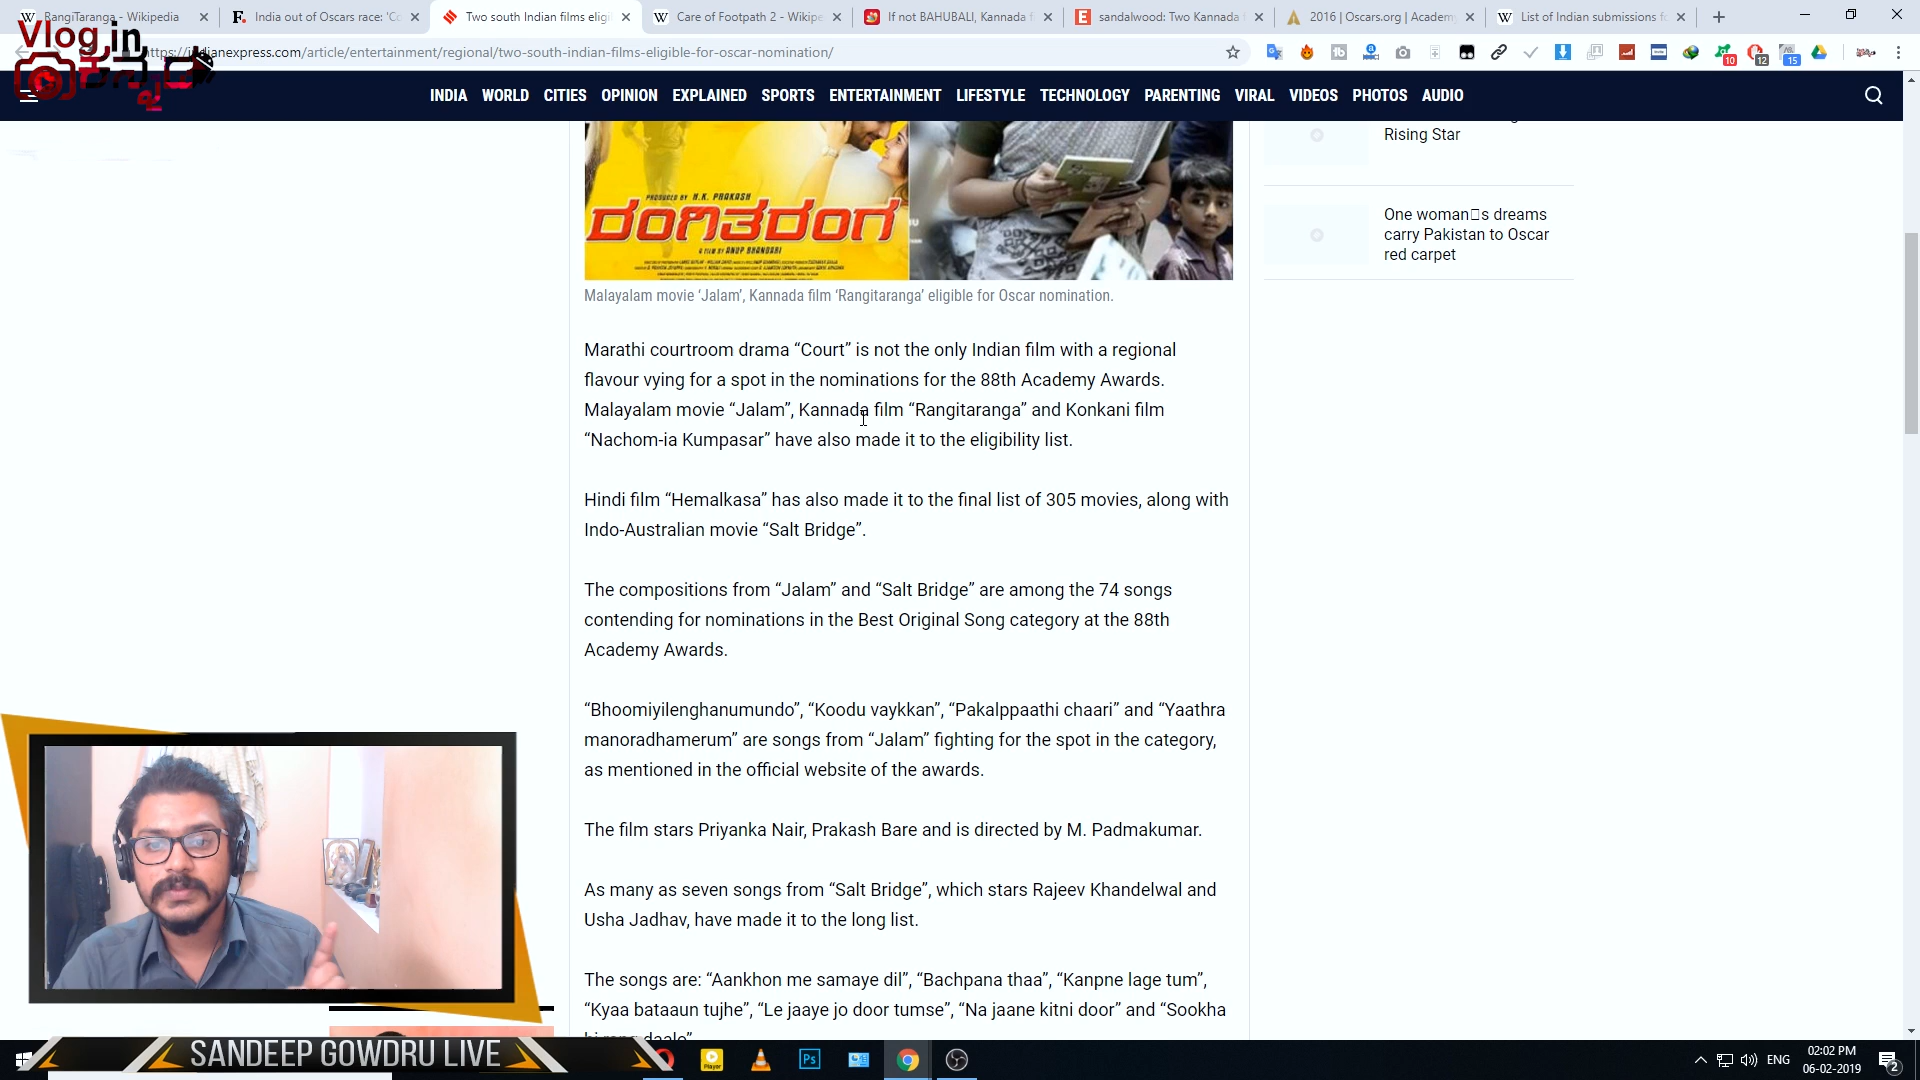 RangiTaranga - Wikipedia
India out of Oscars race: 'Co
Two south Indian films eligi
Care of Footpath 2 - Wikipe
If not BAHUBALI, Kannada f
sandalwood: Two Kannada
2016 | Oscars.org | Academ
List of Indian submissions f
Vlog.in
ಕನ್ನಡ
https://indianexpress.com/article/entertainment/regional/two-south-indian-films-eligible-for-oscar-nomination/
10
12
15
INDIA WORLD CITIES OPINION EXPLAINED SPORTS ENTERTAINMENT LIFESTYLE TECHNOLOGY PARENTING VIRAL VIDEOS PHOTOS AUDIO
Rising Star
PRODUCED BY H.K. PRAKASH
ರಂಗಿತರಂಗ
A FILM BY ANUP BHANDARI
One woman▯s dreams
carry Pakistan to Oscar
red carpet
Malayalam movie ‘Jalam’, Kannada film ‘Rangitaranga’ eligible for Oscar nomination.
Marathi courtroom drama “Court” is not the only Indian film with a regional
flavour vying for a spot in the nominations for the 88th Academy Awards.
Malayalam movie “Jalam”, Kannada film “Rangitaranga” and Konkani film
“Nachom-ia Kumpasar” have also made it to the eligibility list.
Hindi film “Hemalkasa” has also made it to the final list of 305 movies, along with
Indo-Australian movie “Salt Bridge”.
The compositions from “Jalam” and “Salt Bridge” are among the 74 songs
contending for nominations in the Best Original Song category at the 88th
Academy Awards.
“Bhoomiyilenghanumundo”, “Koodu vaykkan”, “Pakalppaathi chaari” and “Yaathra
manoradhamerum” are songs from “Jalam” fighting for the spot in the category,
as mentioned in the official website of the awards.
The film stars Priyanka Nair, Prakash Bare and is directed by M. Padmakumar.
As many as seven songs from “Salt Bridge”, which stars Rajeev Khandelwal and
Usha Jadhav, have made it to the long list.
The songs are: “Aankhon me samaye dil”, “Bachpana thaa”, “Kanpne lage tum”,
“Kyaa bataaun tujhe”, “Le jaaye jo door tumse”, “Na jaane kitni door” and “Sookha
SANDEEP GOWDRU LIVE
Player
Ps
ENG
02:02 PM
06-02-2019
2